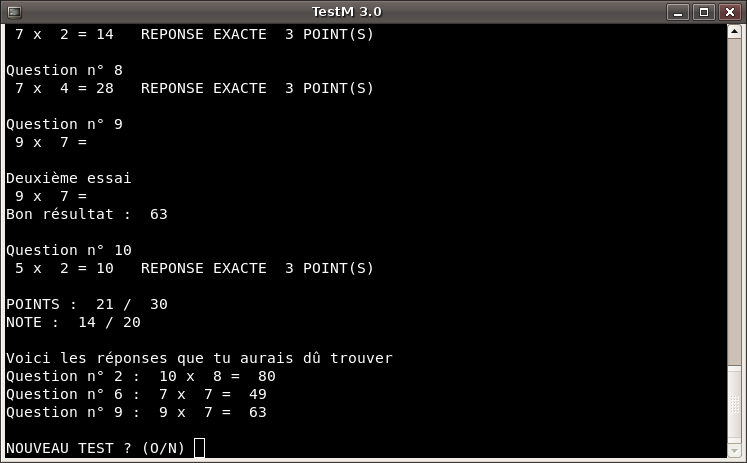 TestM 3.0
7 x  2 = 14   REPONSE EXACTE  3 POINT(S)
Question n° 8
7 x  4 = 28   REPONSE EXACTE  3 POINT(S)
Question n° 9
9 x  7 =
Deuxième essai
9 x  7 =
Bon résultat :  63
Question n° 10
5 x  2 = 10   REPONSE EXACTE  3 POINT(S)
POINTS :  21 /  30
NOTE :  14 / 20
Voici les réponses que tu aurais dû trouver
Question n° 2 :  10 x  8 =  80
Question n° 6 :  7 x  7 =  49
Question n° 9 :  9 x  7 =  63
NOUVEAU TEST ? (O/N)